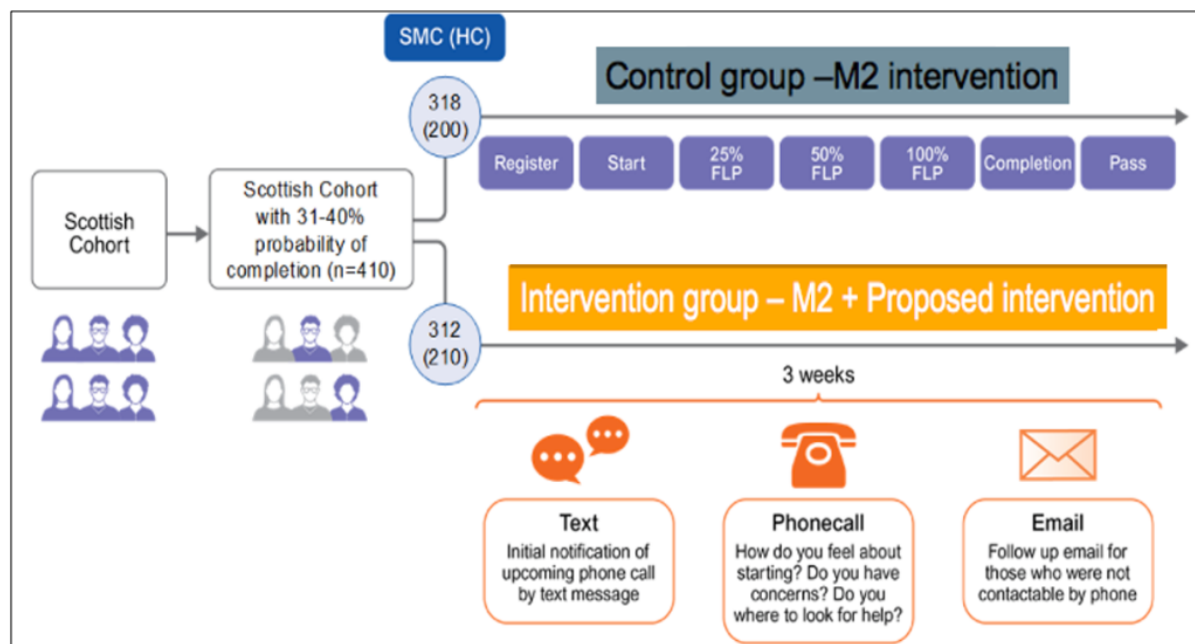 SMC (HC)
Control group –M2 intervention
318
(200)
Register
Start
25%
FLP
50%
FLP
100%
FLP
Completion
Pass
Scottish
Cohort
Scottish Cohort
with 31-40%
probability of
completion (n=410)
Intervention group – M2 + Proposed intervention
312
(210)
3 weeks
Text
Initial notification of
upcoming phone call
by text message
Phonecall
How do you feel about
starting? Do you have
concerns? Do you
where to look for help?
Email
Follow up email for
those who were not
contactable by phone